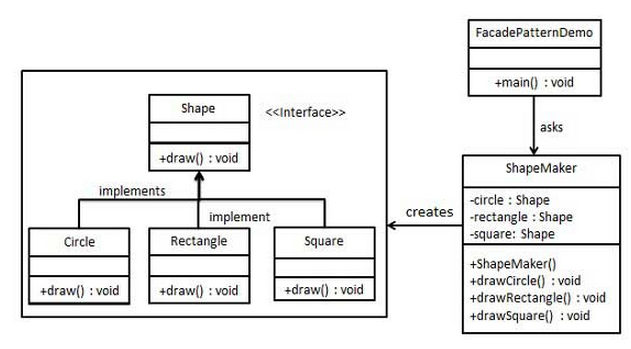 FacadePatternDemo
+main() : void
asks
Shape
<<Interface>>
+draw() : void
implements
implement
Circle
+draw() : void
Rectangle
+draw() : void
Square
+draw() : void
creates
ShapeMaker
-circle : Shape
-rectangle : Shape
-square: Shape
+ShapeMaker()
+drawCircle() : void
+drawRectangle() : void
+drawSquare() : void